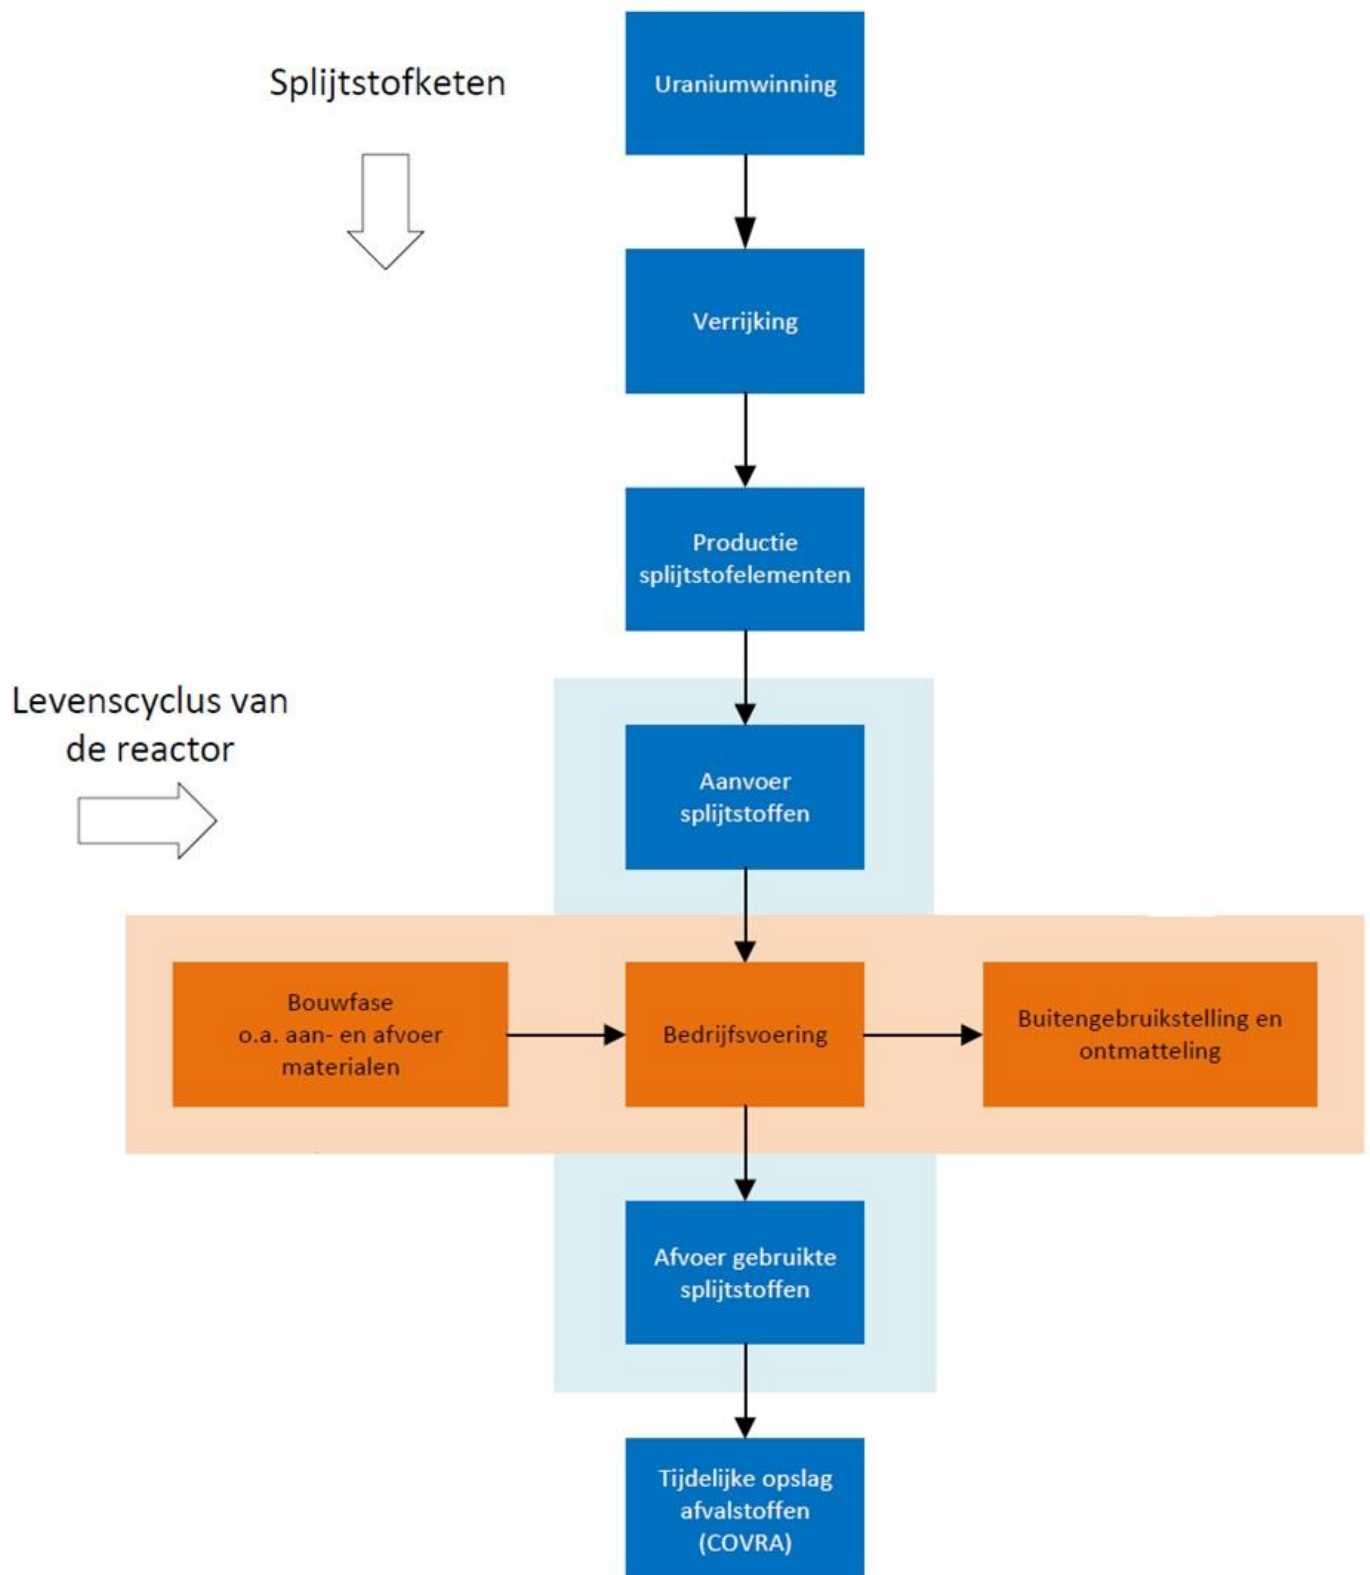 Splijtstofketen
Uraniumwinning
Verrijking
Productie
splijtstofelementen
Levenscyclus van
de reactor
Aanvoer
splijtstoffen
Bouwfase
o.a. aan- en afvoer
materialen
Bedrijfsvoering
Buitengebruikstelling en
ontmatteling
Afvoer gebruikte
splijtstoffen
Tijdelijke opslag
afvalstoffen
(COVRA)